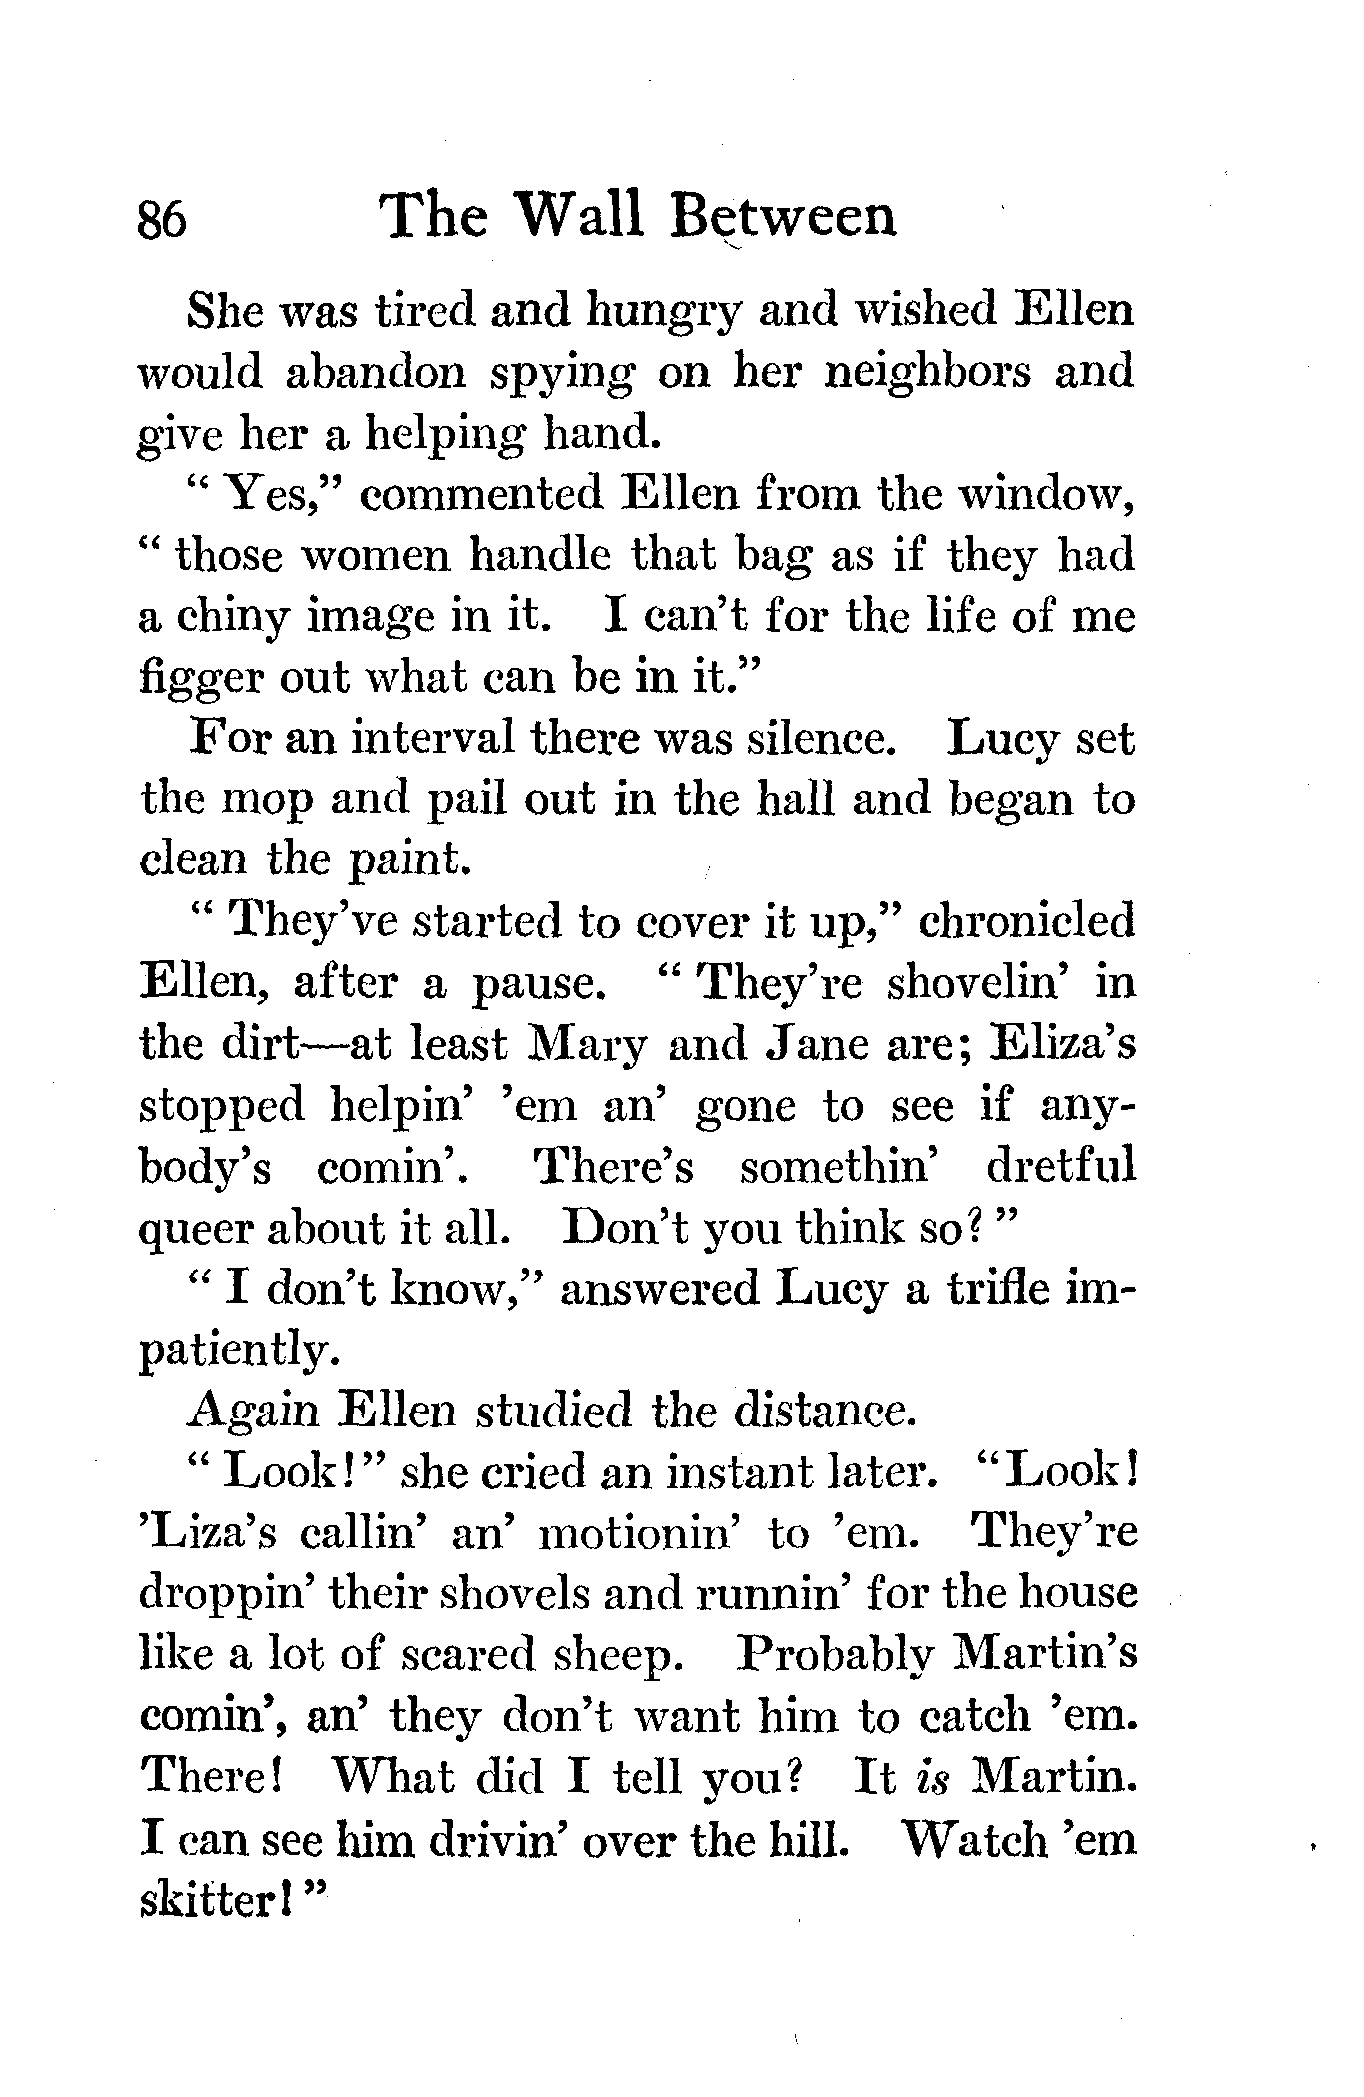 86 The Wall Between
She was tired and hungry and wished Ellen
would abandon spying on her neighbors and
give her a helping hand.
“ Yes,” commented Ellen from the window,
“ those women handle that bag as if they had
a chiny image in it. I can’t for the life of me
figger out what can be in it.”
For an interval there was silence. Lucy set
the mop and pail out in the hall and began to
clean the paint.
“ They’ve started to cover it up,” chronicled
Ellen, after a pause. “ They’re shovelin’ in
the dirt—at least Mary and Jane are; Eliza’s
stopped helpin’ ’em an’ gone to see if any-
body’s comin’. There’s somethin’ dretful
queer about it all. Don’t you think so? ”
“ I don’t know,” answered Lucy a trifle im-
patiently.
Again Ellen studied the distance.
“ Look! ” she cried an instant later. “Look!
’Liza’s callin’ an’ motionin’ to ’em. They’re
droppin’ their shovels and runnin’ for the house
like a lot of scared sheep. Probably Martin’s
comin’, an’ they don’t want him to catch ’em.
There! What did I tell you? It is Martin.
I can see him drivin’ over the hill. Watch ’em
skitter! ”